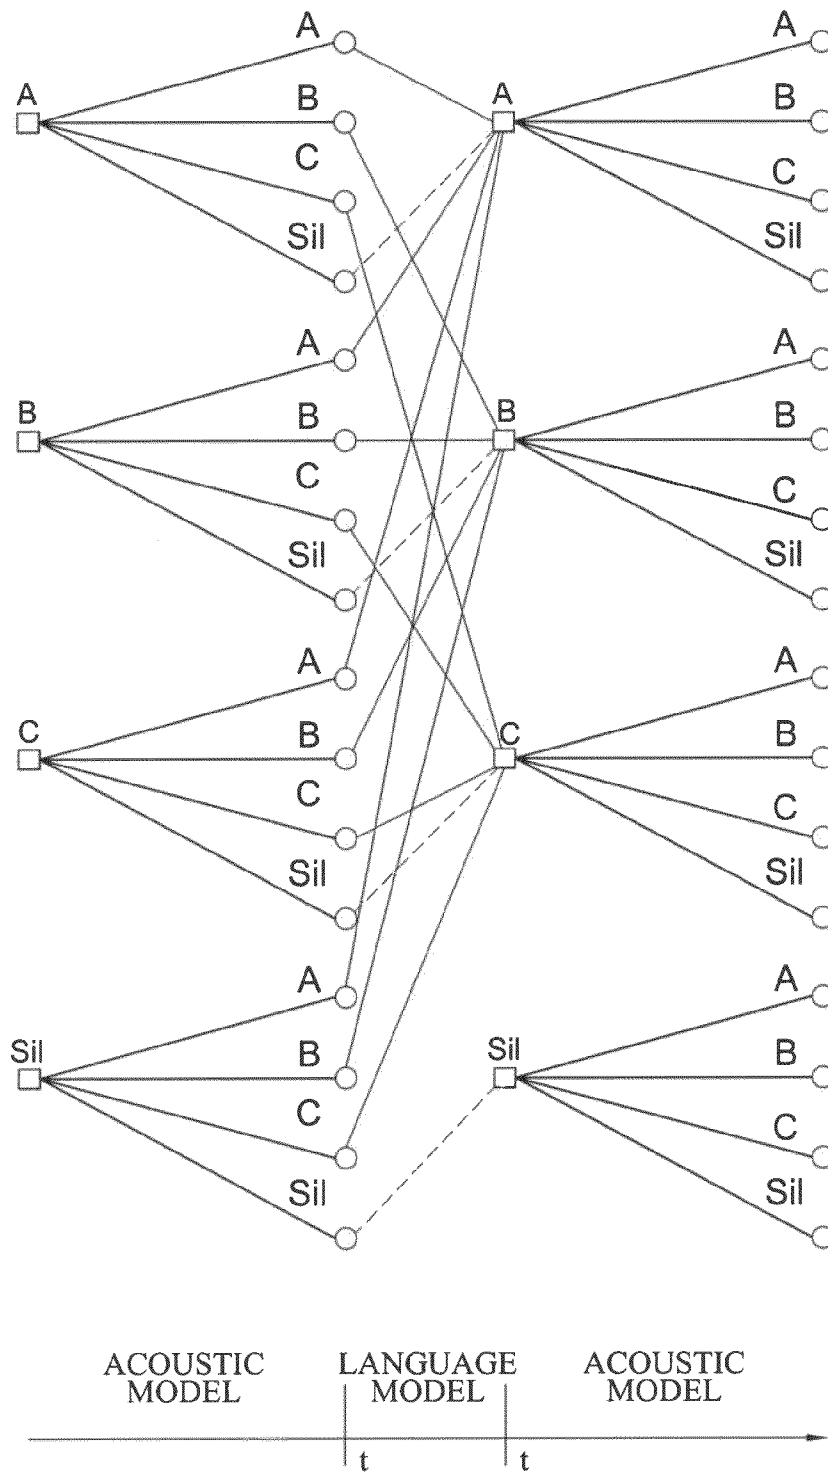 A A
A B A B
C C
Sil Sil
A A
B B B B
C C
Sil Sil
A A
C B C B
C C
Sil Sil
A A
Sil B Sil B
C C
Sil Sil
ACOUSTIC LANGUAGE ACOUSTIC
MODEL MODEL MODEL
t t